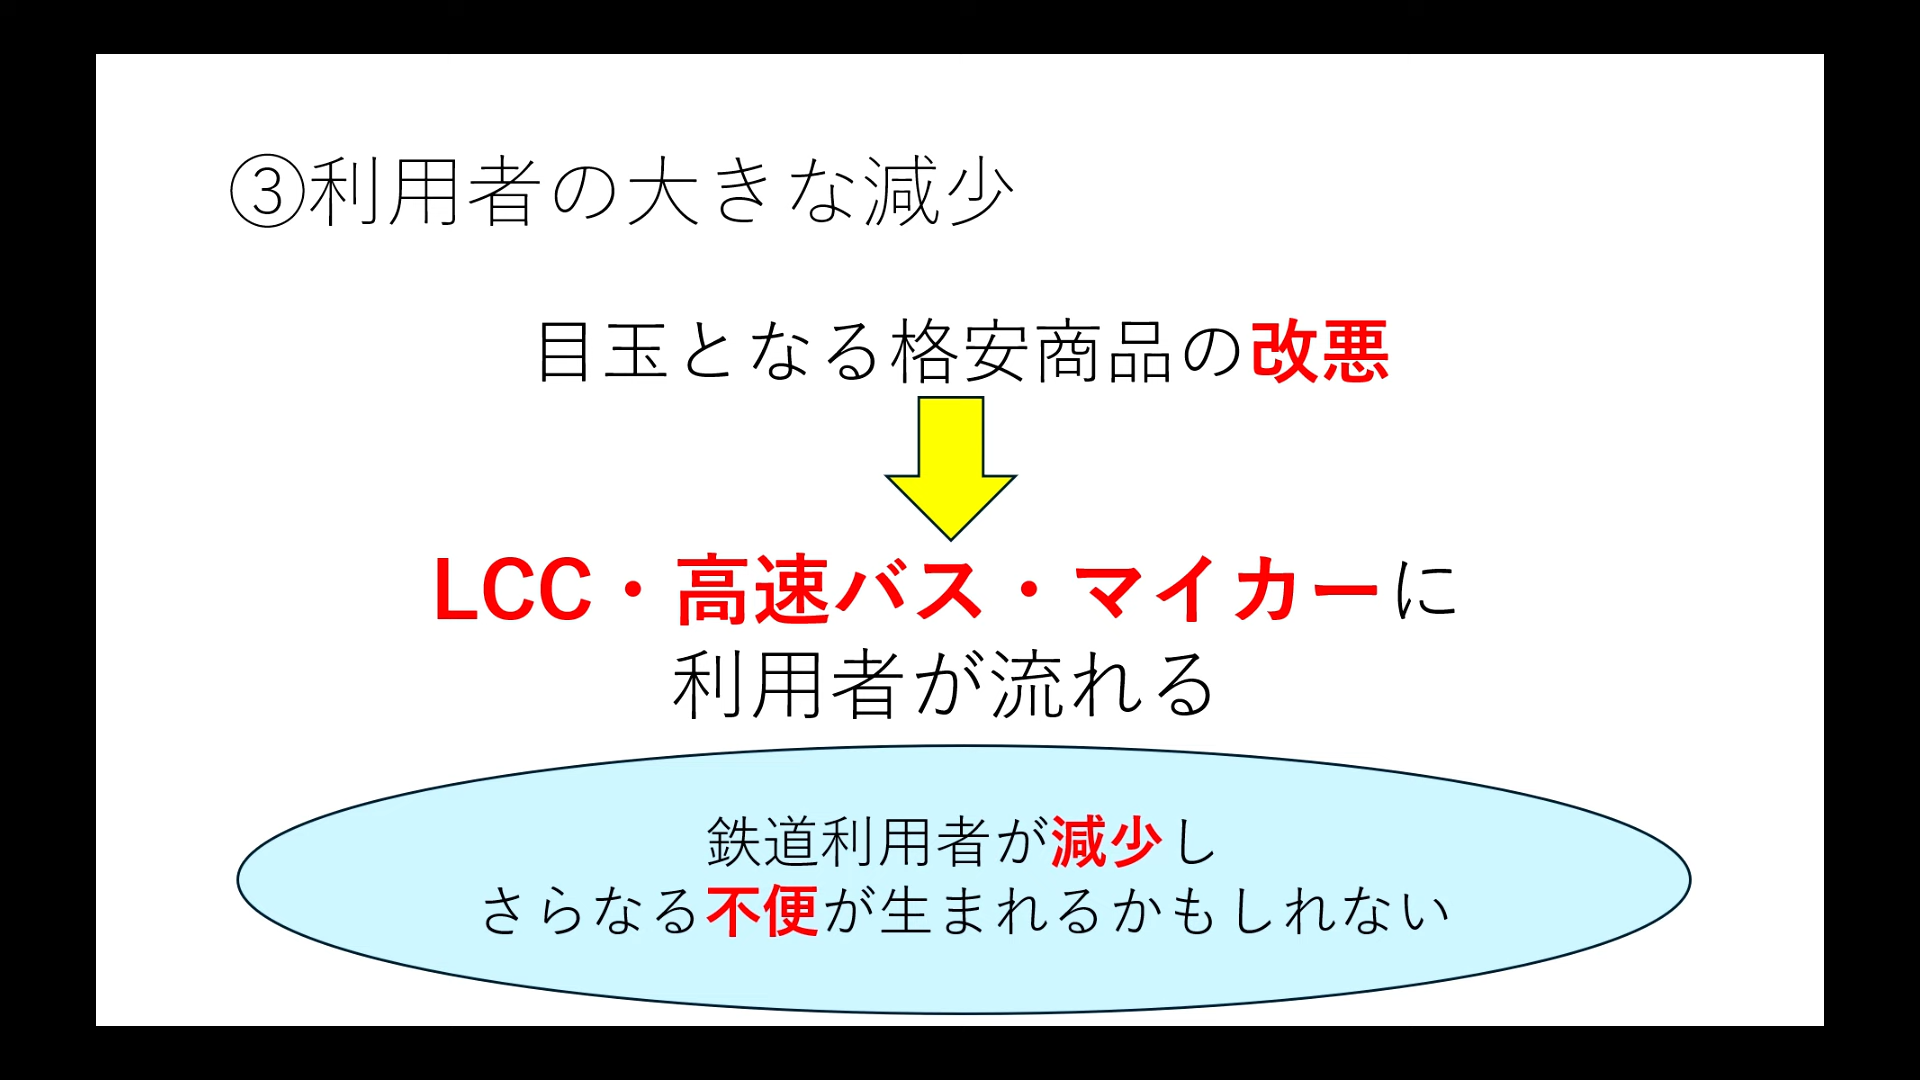 ③利用者の大きな減少
目玉となる格安商品の改悪
LCC・高速バス・マイカーに
利用者が流れる
鉄道利用者が減少し
さらなる不便が生まれるかもしれない